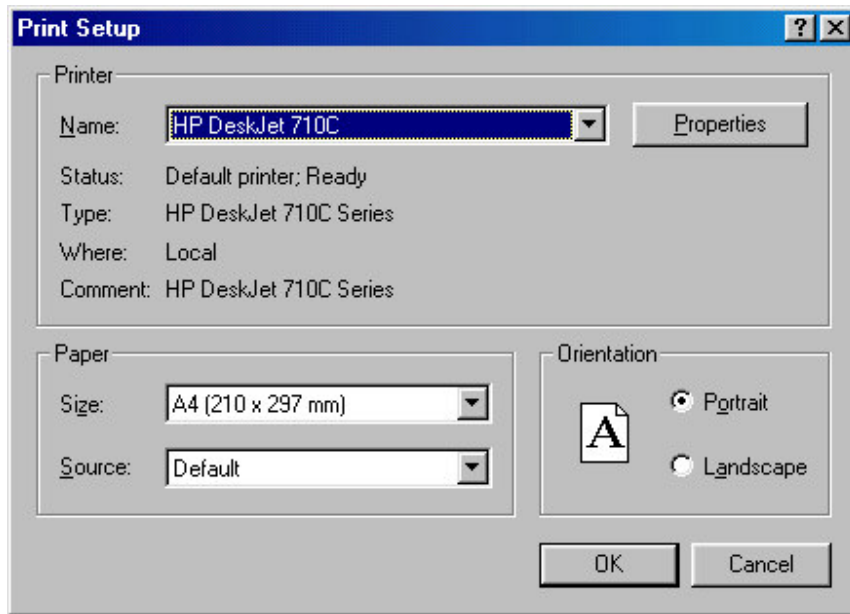 Print Setup
Printer
Name: HP DeskJet 710C Properties
Status: Default printer; Ready
Type: HP DeskJet 710C Series
Where: Local
Comment: HP DeskJet 710C Series
Paper
Size: A4 (210 x 297 mm)
Source: Default
Orientation
A
Portrait
Landscape
OK Cancel